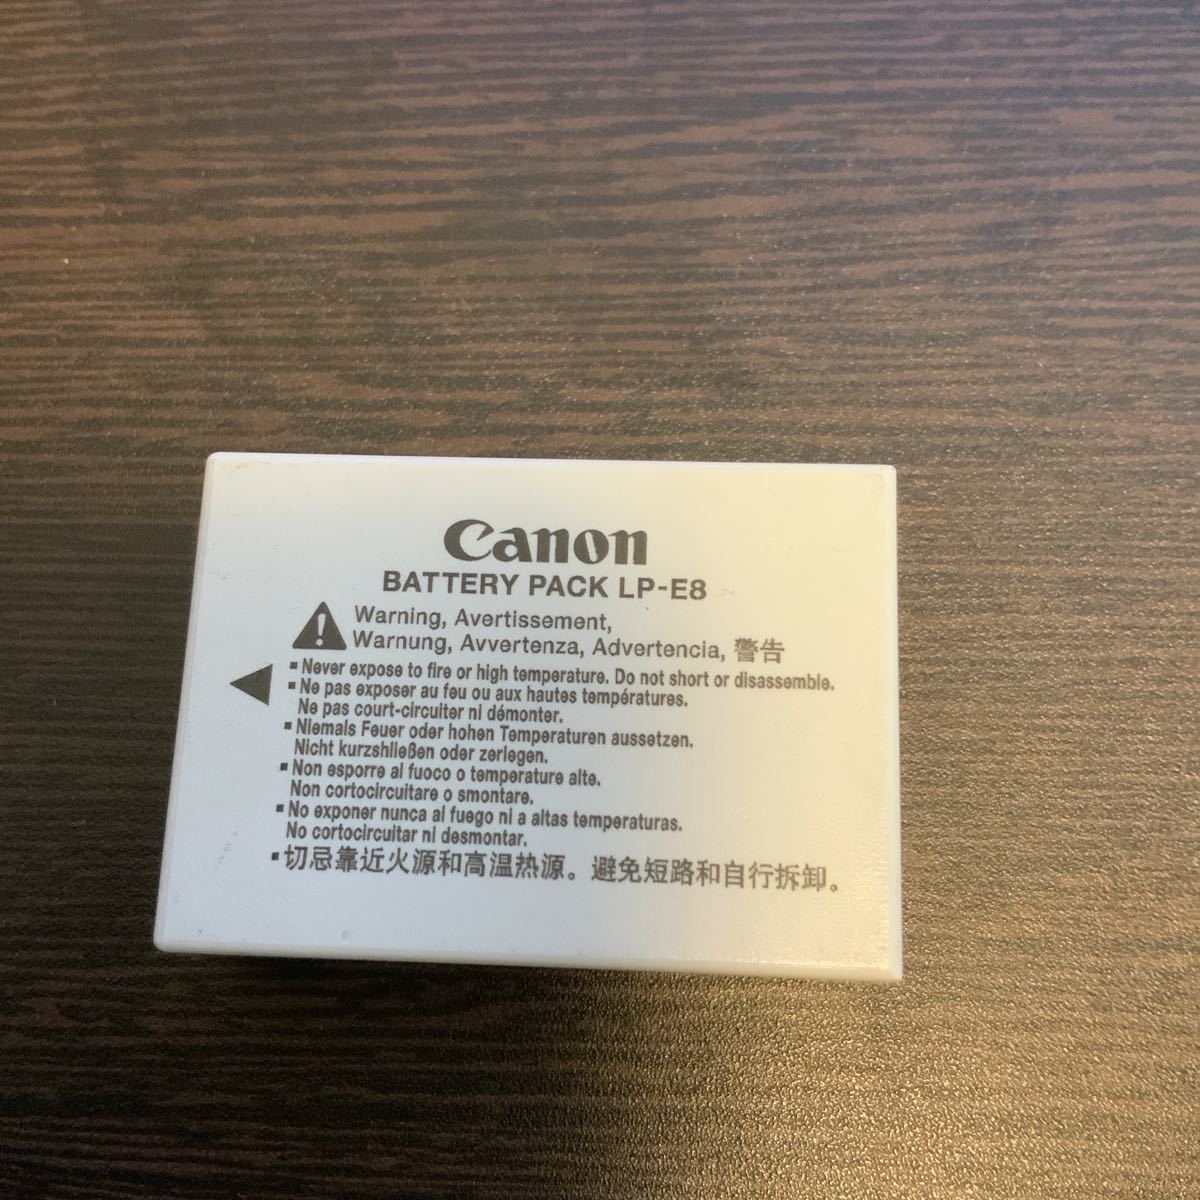 Canon
BATTERY PACK LP-E8
Warning, Avertissement,
Warnung, Avvertenza, Advertencia, 警告
▪ Never expose to fire or high temperature. Do not short or disassemble.
▪ Ne pas exposer au feu ou aux hautes températures.
Ne pas court-circuiter ni démonter.
▪ Niemals Feuer oder hohen Temperaturen aussetzen.
Nicht kurzshließen oder zerlegen.
▪ Non esporre al fuoco o temperature alte.
Non cortocircuitare o smontare.
▪ No exponer nunca al fuego ni a altas temperaturas.
No cortocircuitar ni desmontar.
▪ 切忌靠近火源和高温热源。避免短路和自行拆卸。